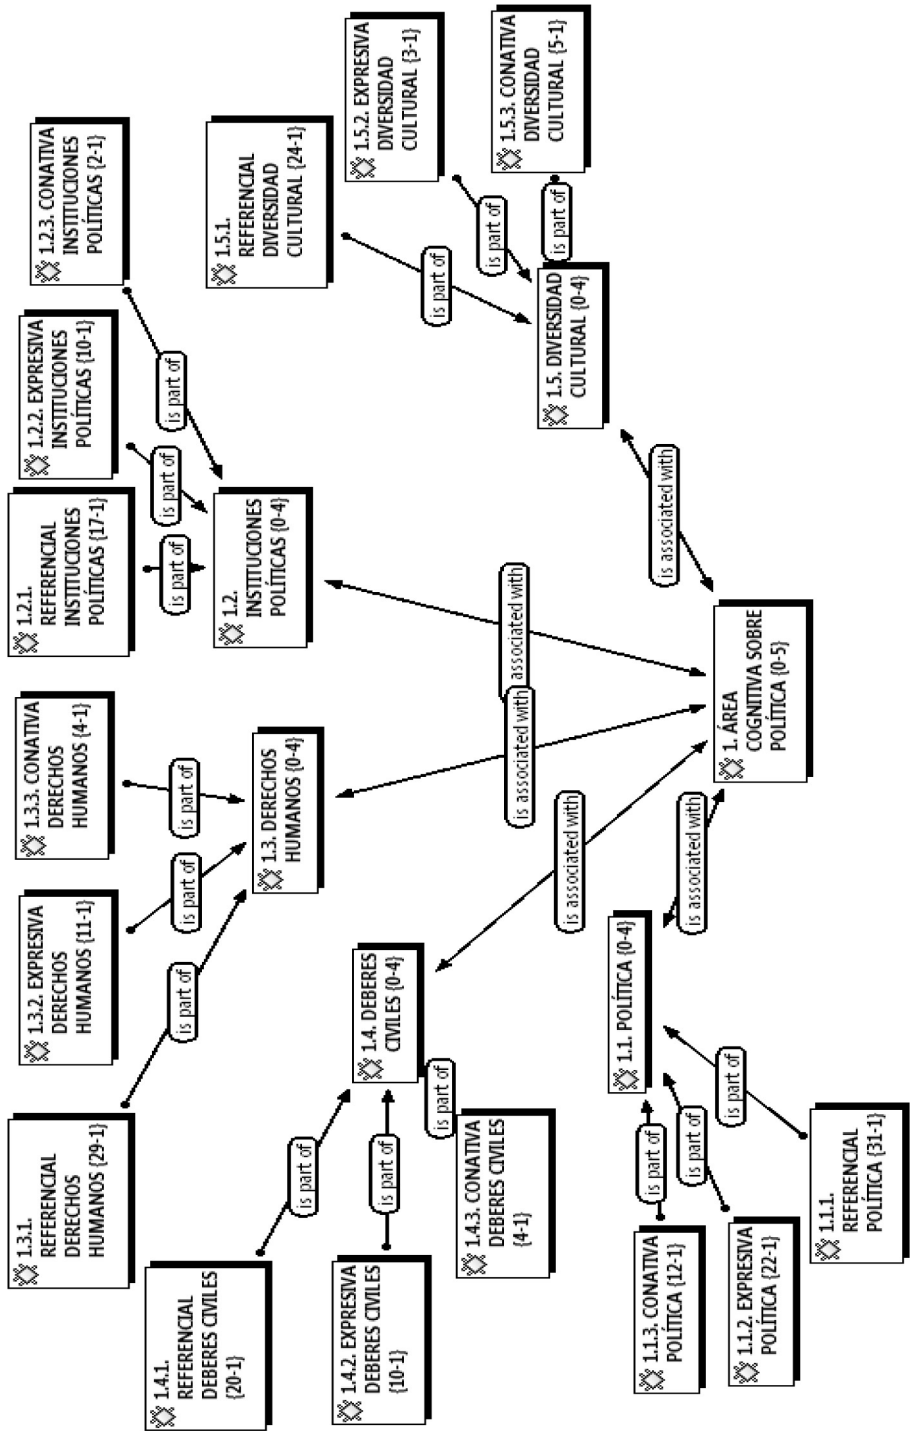 1.3.1.
REFERENCIAL
DERECHOS
HUMANOS {29-1}
1.3.2. EXPRESIVA
DERECHOS
HUMANOS {11-1}
1.3.3. CONATIVA
DERECHOS
HUMANOS {4-1}
1.2.1.
REFERENCIAL
INSTITUCIONES
POLÍTICAS {17-1}
1.2.2. EXPRESIVA
INSTITUCIONES
POLÍTICAS {10-1}
1.2.3. CONATIVA
INSTITUCIONES
POLÍTICAS {2-1}
is part of
is part of
is part of
is part of
is part of
is part of
1.4.1.
REFERENCIAL
DEBERES CIVILES
{20-1}
1.3. DERECHOS
HUMANOS {0-4}
1.2.
INSTITUCIONES
POLÍTICAS {0-4}
1.5.1.
REFERENCIAL
DIVERSIDAD
CULTURAL {24-1}
is part of
1.4.2. EXPRESIVA
DEBERES CIVILES
{10-1}
is part of
1.4. DEBERES
CIVILES {0-4}
is part of
1.5.2. EXPRESIVA
DIVERSIDAD
CULTURAL {3-1}
1.4.3. CONATIVA
DEBERES CIVILES
{4-1}
is part of
is part of
is part of
1.5.3. CONATIVA
DIVERSIDAD
CULTURAL {5-1}
is part of
is associated with
is associated with
associated with
1.5. DIVERSIDAD
CULTURAL {0-4}
1.1. POLÍTICA {0-4}
is associated with
1.1.3. CONATIVA
POLÍTICA {12-1}
is part of
is part of
is part of
is associated with
1.1.2. EXPRESIVA
POLÍTICA {22-1}
1. ÁREA
COGNITIVA SOBRE
POLÍTICA {0-5}
1.1.1.
REFERENCIAL
POLÍTICA {31-1}